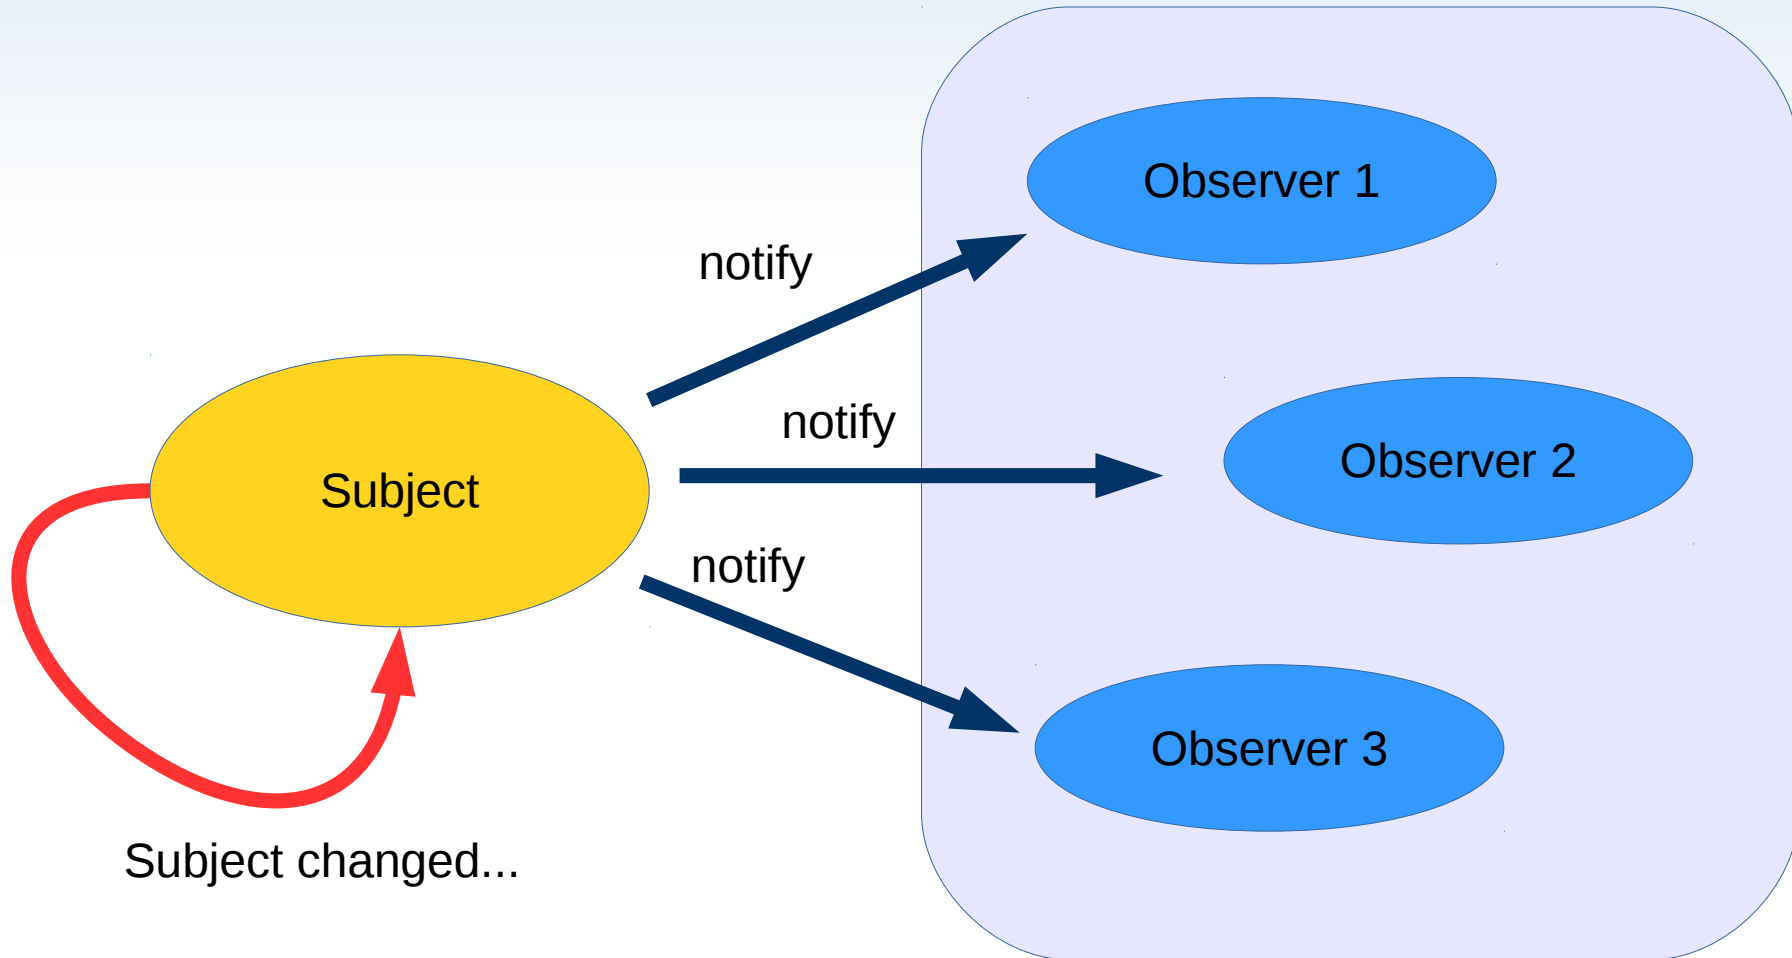 Observer 1
notify
notify
Observer 2
Subject
notify
Observer 3
Subject changed...